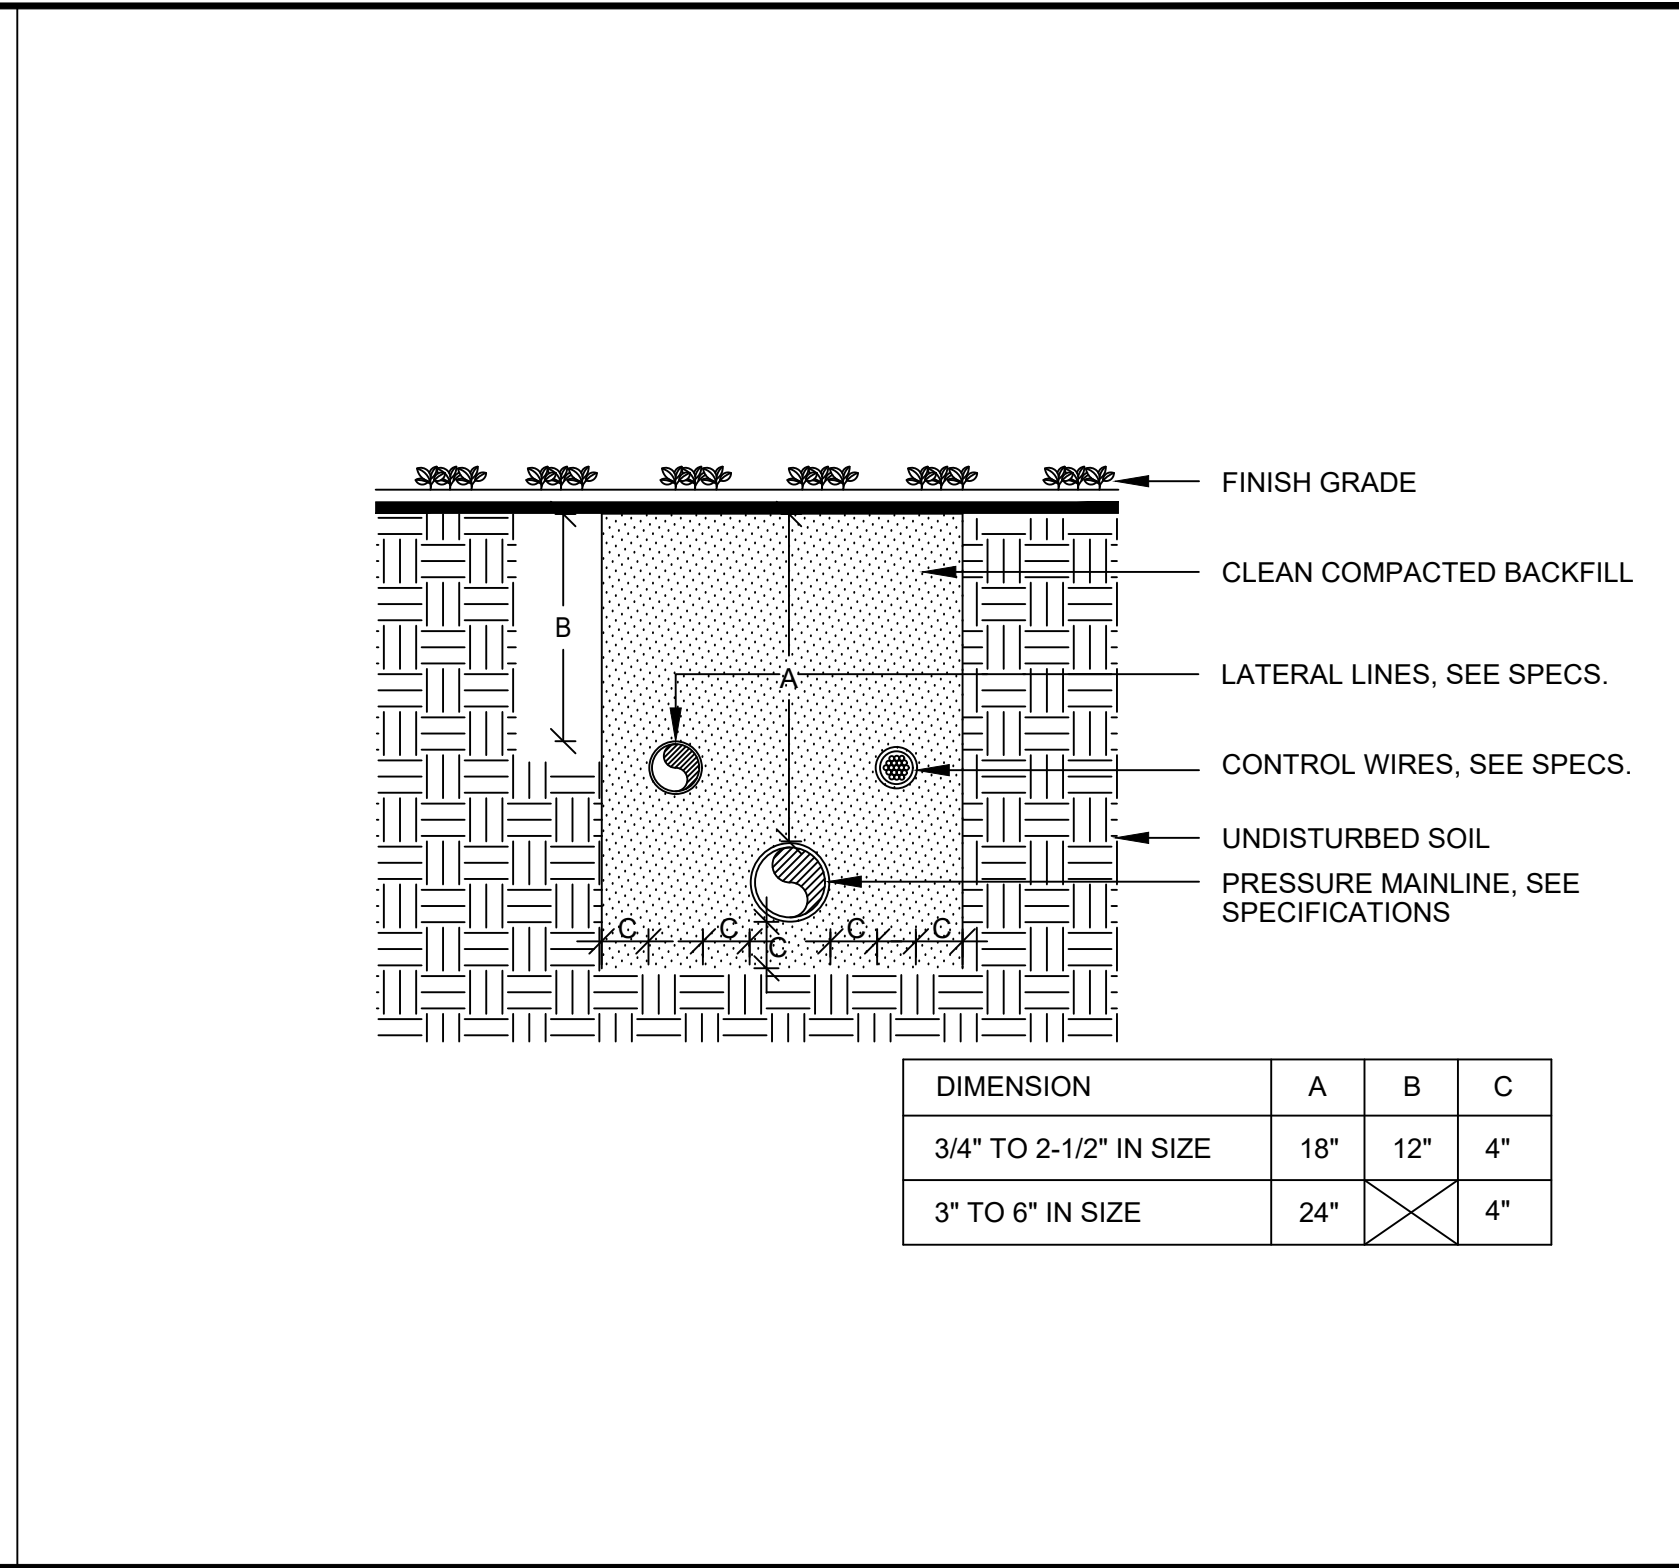 FINISH GRADE
CLEAN COMPACTED BACKFILL
B
A
LATERAL LINES, SEE SPECS.
CONTROL WIRES, SEE SPECS.
UNDISTURBED SOIL
PRESSURE MAINLINE, SEE
SPECIFICATIONS
C C C C C
DIMENSION A B C
3/4" TO 2-1/2" IN SIZE 18" 12" 4"
3" TO 6" IN SIZE 24" 4"